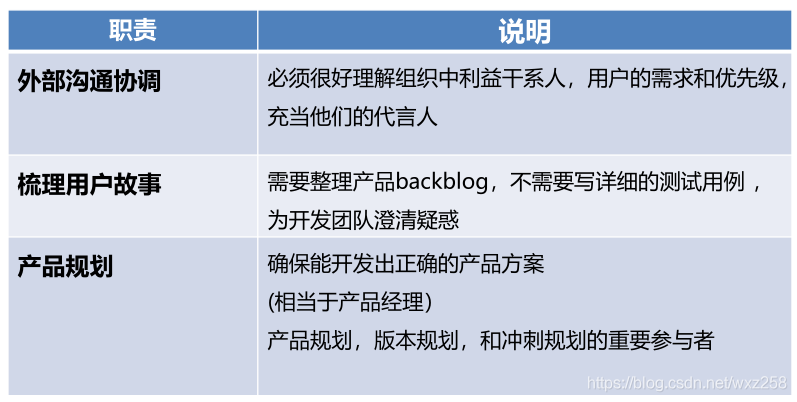 职责 说明
外部沟通协调 必须很好理解组织中利益干系人，用户的需求和优先级，
充当他们的代言人
梳理用户故事 需要整理产品backblog，不需要写详细的测试用例 ，
为开发团队澄清疑惑
产品规划 确保能开发出正确的产品方案
(相当于产品经理）
产品规划，版本规划，和冲刺规划的重要参与者
https://blog.csdn.net/wxz258